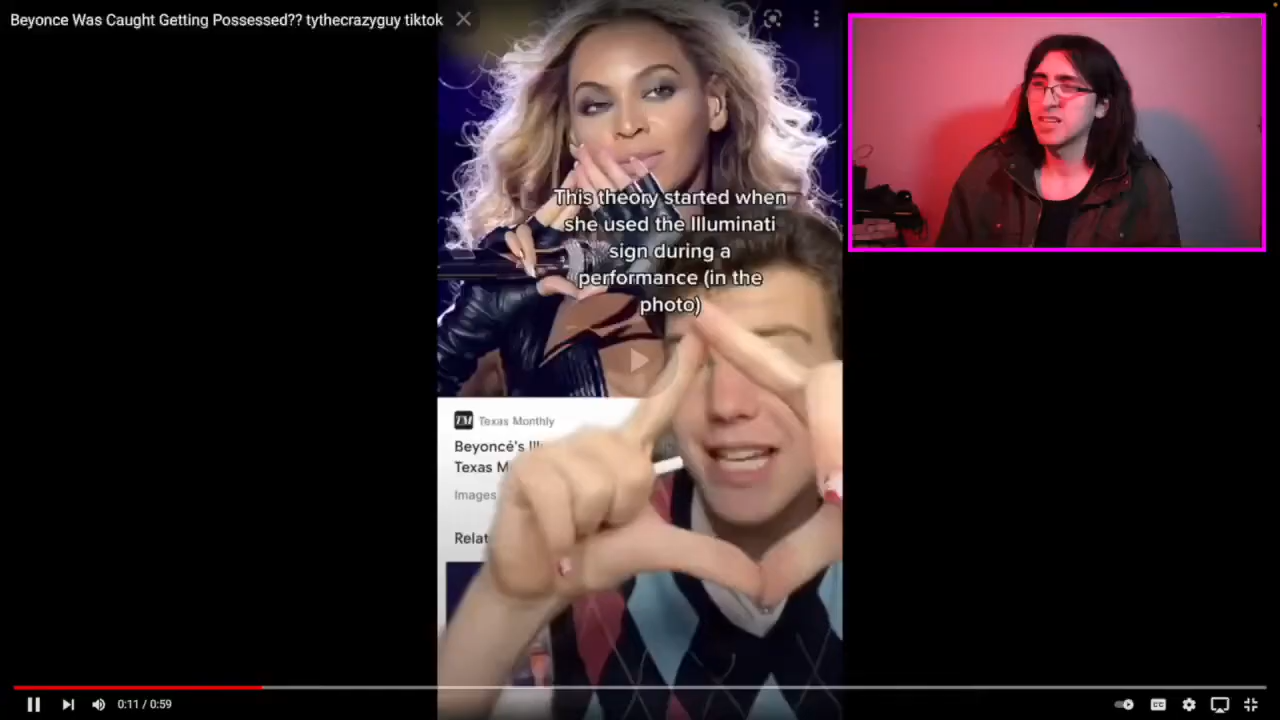 Beyonce Was Caught Getting Possessed?? tythecrazyguy tiktok
This theory started when
she used the Illuminati
sign during a
performance (in the
photo)
TM Texas Monthly
Beyoncé's
Texas
Images
0:11 / 0:59
CC